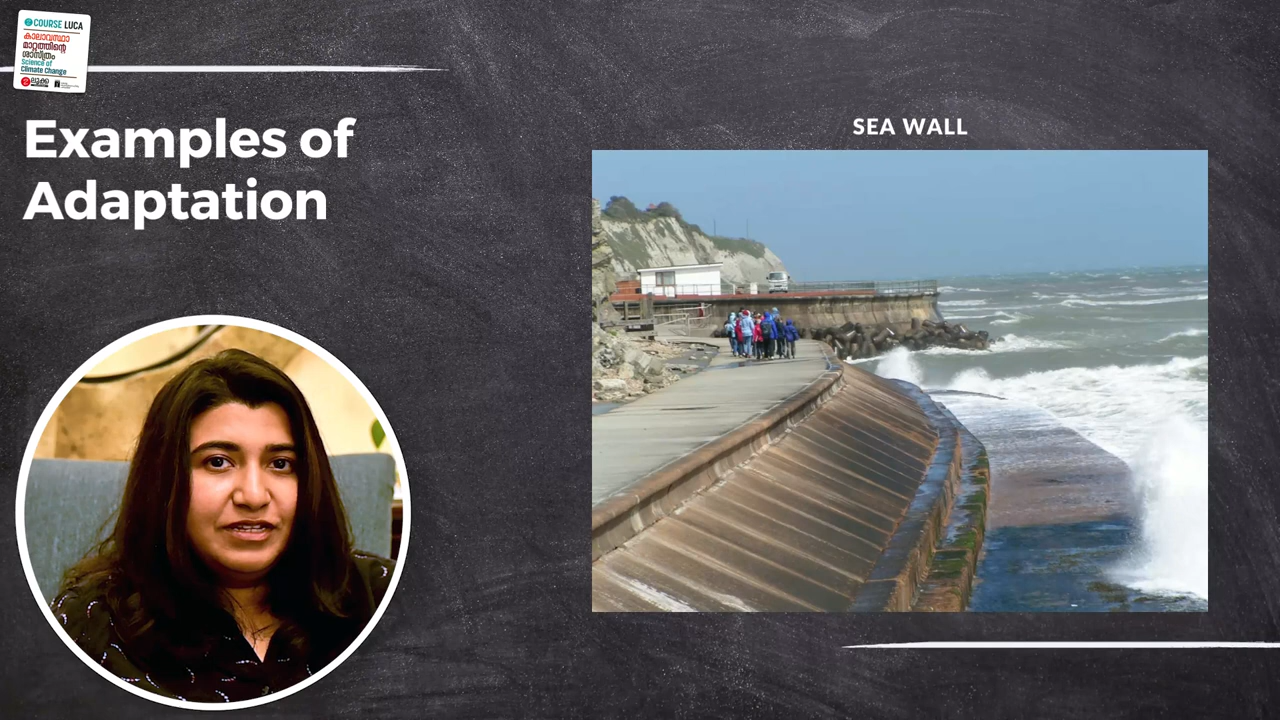 COURSE LUCA
കാലാവസ്ഥാ
മാറ്റത്തിന്റെ
ശാസ്ത്രം
Science of
Climate Change
ലൂക്ക
Examples of
Adaptation
SEA WALL